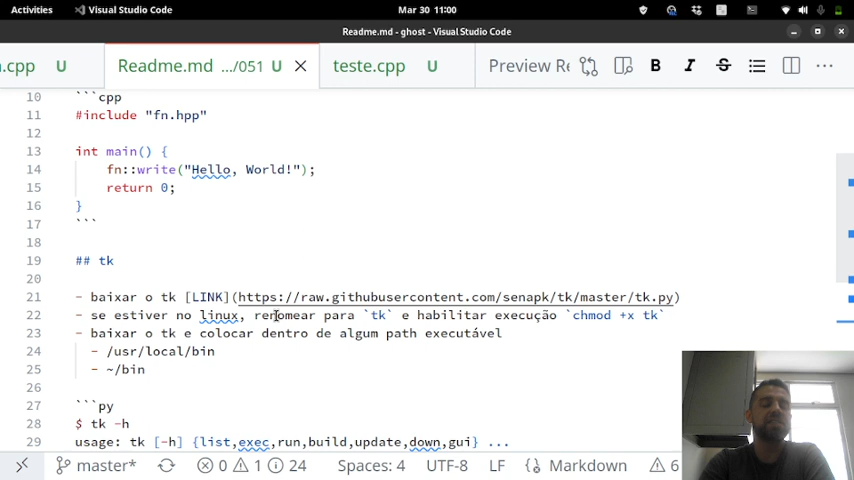 Activities Visual Studio Code Mar 30 11:00
Readme.md - ghost - Visual Studio Code
.cpp U Readme.md .../051 U teste.cpp U Preview Re B I S
10 ```cpp
11 #include "fn.hpp"
12
13 int main() {
14 fn::write("Hello, World!");
15 return 0;
16 }
17 ```
18
19 ## tk
20
21 - baixar o tk [LINK](https://raw.githubusercontent.com/senapk/tk/master/tk.py)
22 - se estiver no linux, renomear para `tk` e habilitar execução `chmod +x tk`
23 - baixar o tk e colocar dentro de algum path executável
24 - /usr/local/bin
25 - ~/bin
26
27 ```py
28 $ tk -h
29 usage: tk [-h] {list,exec,run,build,update,down,gui} ...
master* 0 1 24 Spaces: 4 UTF-8 LF Markdown 6